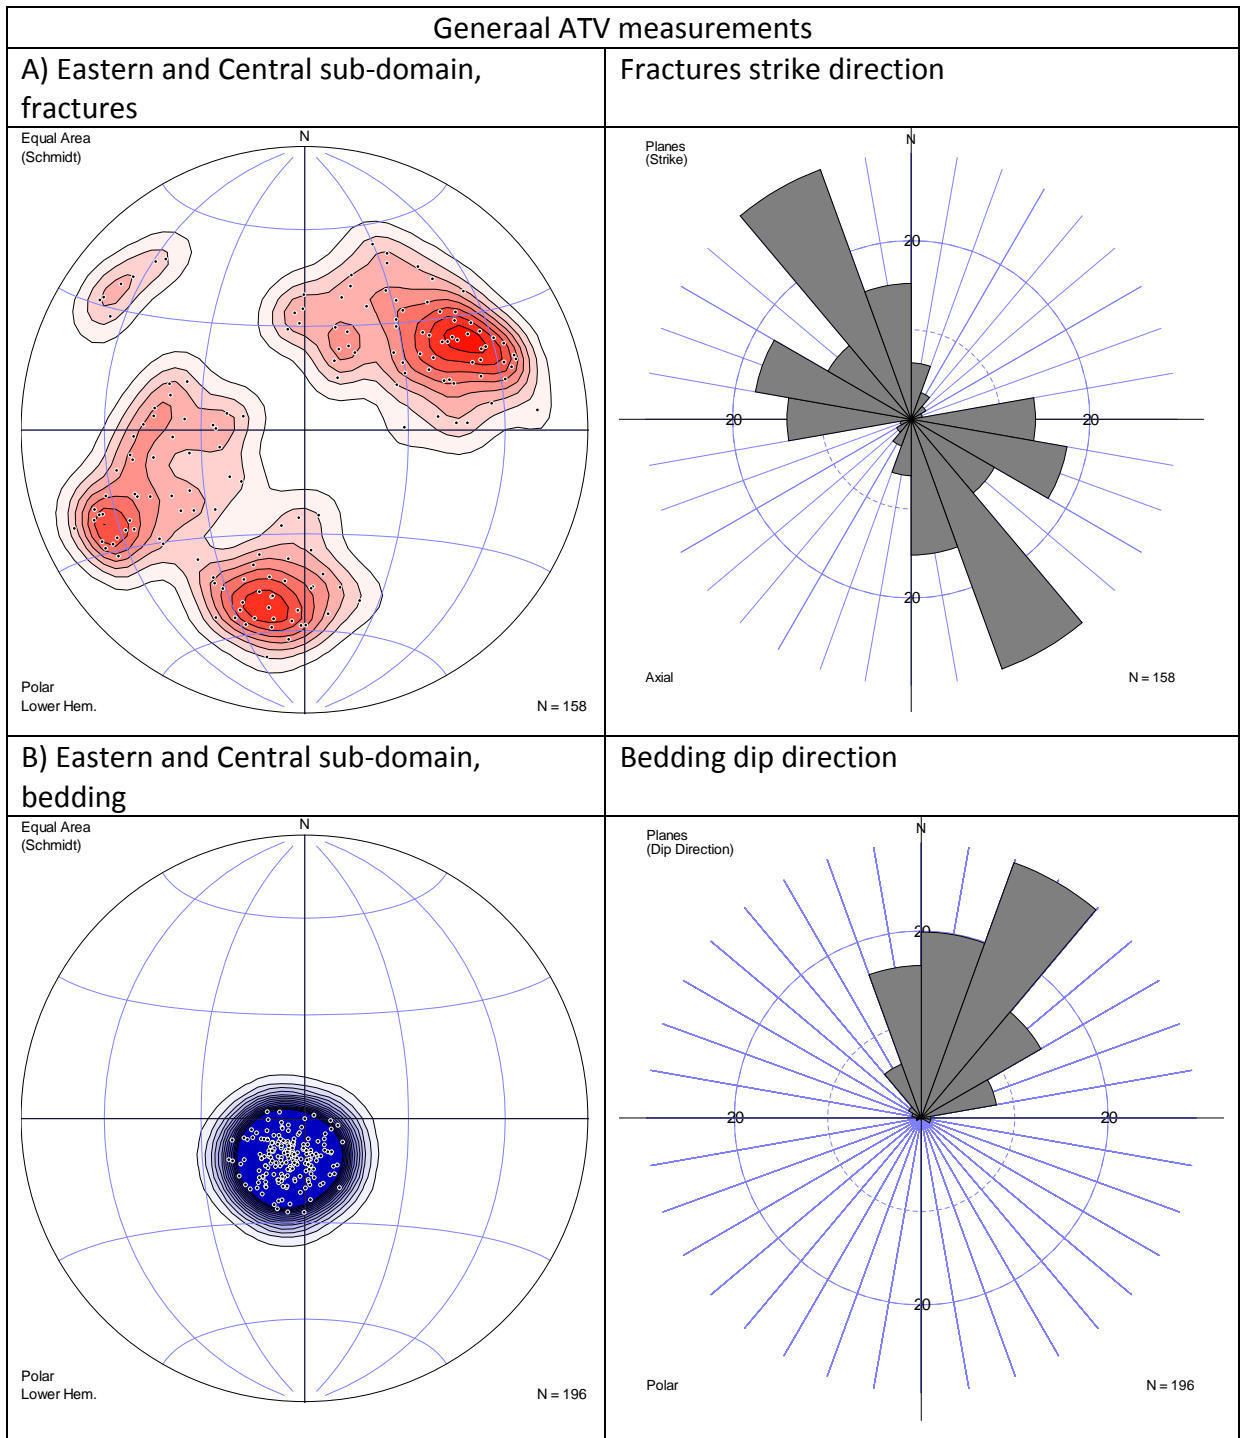 Generaal ATV measurements
A) Eastern and Central sub-domain,
fractures
Fractures strike direction
Equal Area
(Schmidt)
N
Polar
Lower Hem.
N = 158
Planes
(Strike)
N
20
20
20
20
Axial
N = 158
B) Eastern and Central sub-domain,
bedding
Bedding dip direction
Equal Area
(Schmidt)
N
Polar
Lower Hem.
N = 196
Planes
(Dip Direction)
N
20
20
20
20
Polar
N = 196